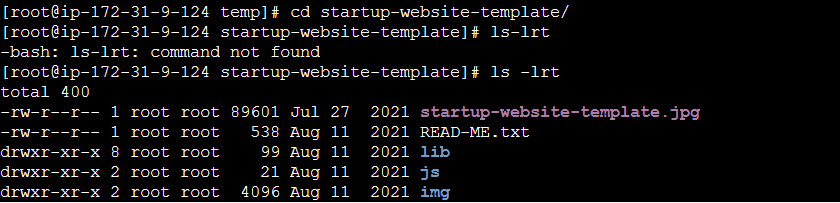 [root@ip-172-31-9-124 temp]# cd startup-website-template/
[root@ip-172-31-9-124 startup-website-template]# ls-lrt
-bash: ls-lrt: command not found
[root@ip-172-31-9-124 startup-website-template]# ls -lrt
total 400
-rw-r--r-- 1 root root 89601 Jul 27  2021 startup-website-template.jpg
-rw-r--r-- 1 root root   538 Aug 11  2021 READ-ME.txt
drwxr-xr-x 8 root root    99 Aug 11  2021 lib
drwxr-xr-x 2 root root    21 Aug 11  2021 js
drwxr-xr-x 2 root root  4096 Aug 11  2021 img